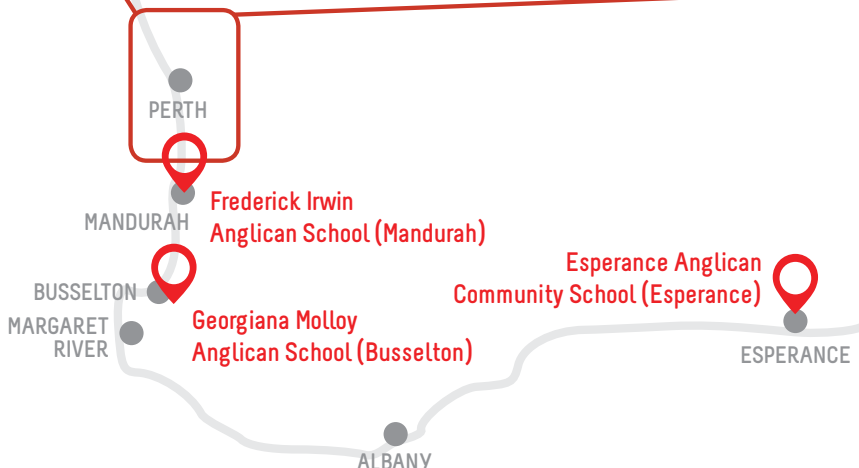 PERTH
Frederick Irwin
Anglican School (Mandurah)
MANDURAH
Esperance Anglican
Community School (Esperance)
BUSSELTON
Georgiana Molloy
Anglican School (Busselton)
MARGARET
RIVER
ESPERANCE
ALBANY